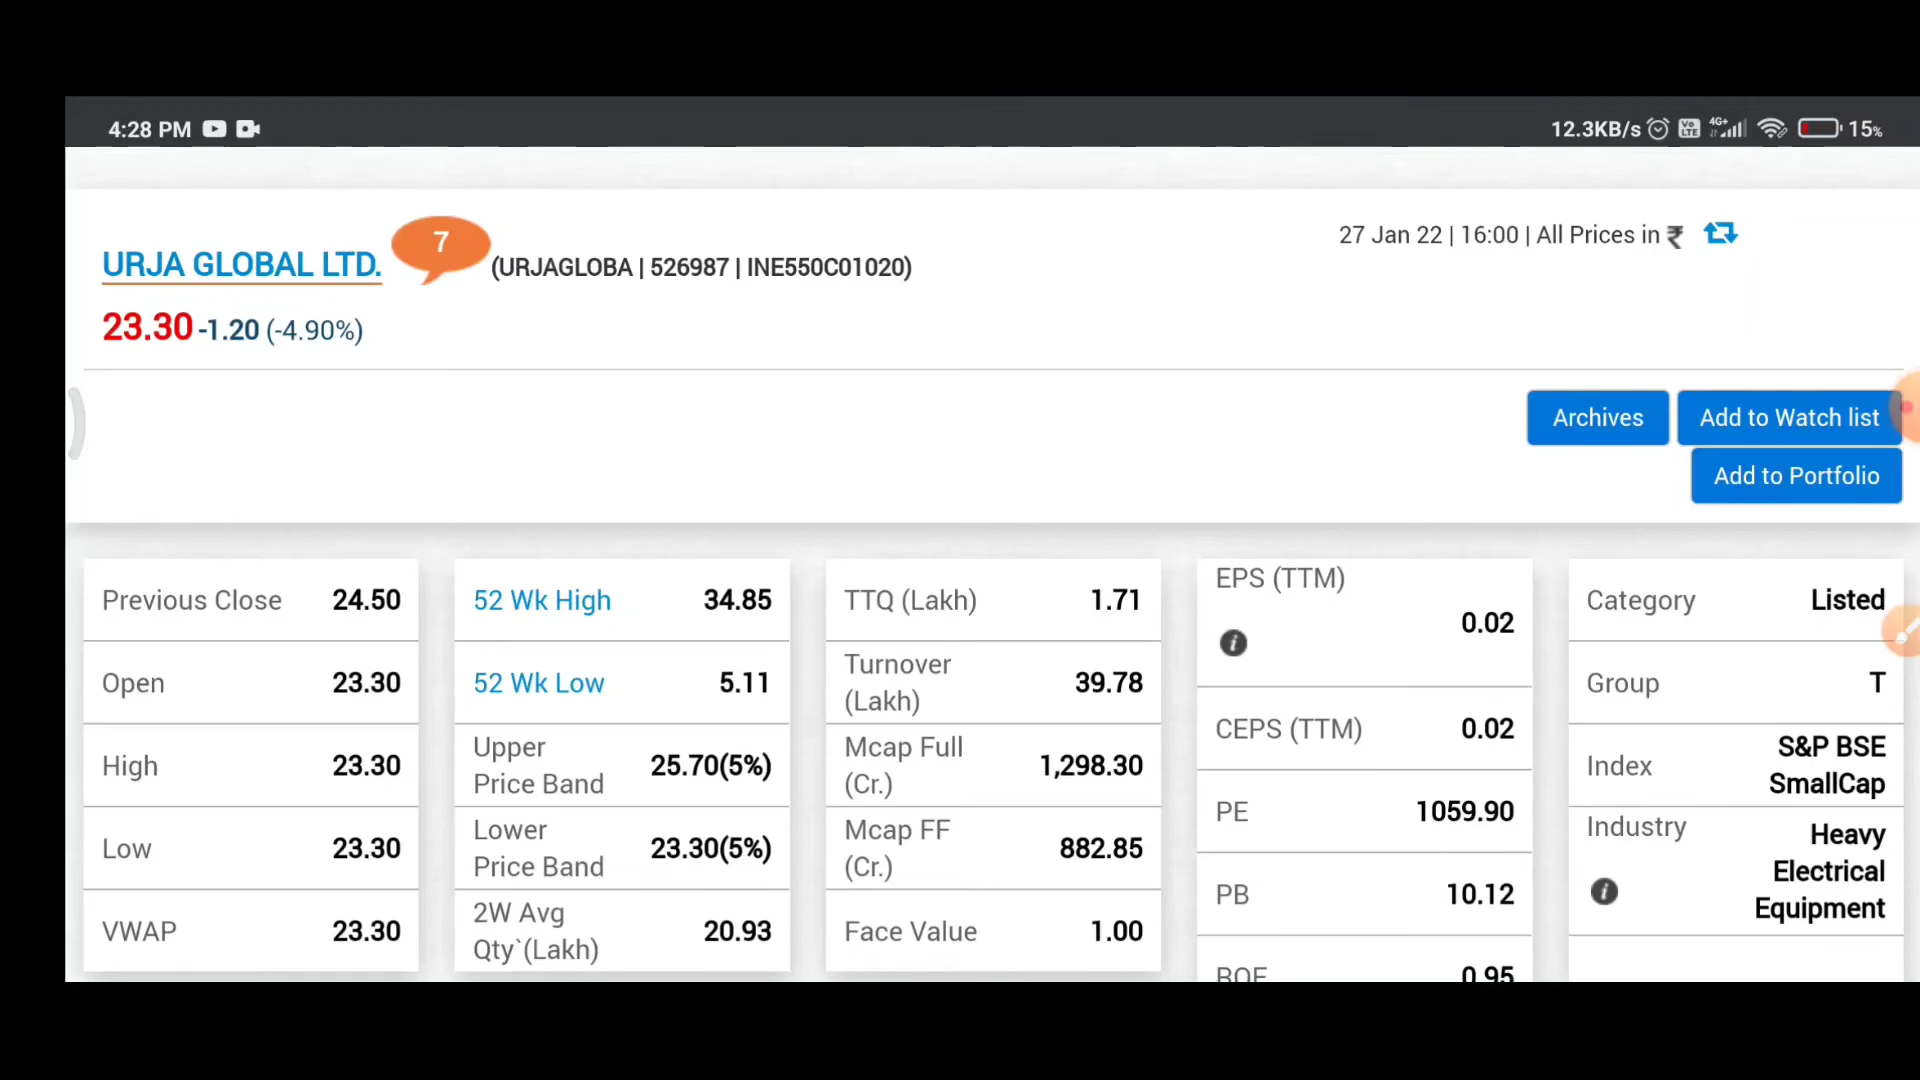 4:28 PM
12.3KB/s Vo LTE 4G+ 15%
URJA GLOBAL LTD. 7 (URJAGLOBA | 526987 | INE550C01020)
27 Jan 22 | 16:00 | All Prices in ₹
23.30 -1.20 (-4.90%)
Archives
Add to Watch list
Add to Portfolio
Previous Close 24.50
Open 23.30
High 23.30
Low 23.30
VWAP 23.30
52 Wk High 34.85
52 Wk Low 5.11
Upper
Price Band 25.70(5%)
Lower
Price Band 23.30(5%)
2W Avg
Qty`(Lakh) 20.93
TTQ (Lakh) 1.71
Turnover
(Lakh) 39.78
Mcap Full
(Cr.) 1,298.30
Mcap FF
(Cr.) 882.85
Face Value 1.00
EPS (TTM)
i 0.02
CEPS (TTM) 0.02
PE 1059.90
PB 10.12
ROE 0.95
Category Listed
Group T
Index S&P BSE
SmallCap
Industry Heavy
i Electrical
Equipment